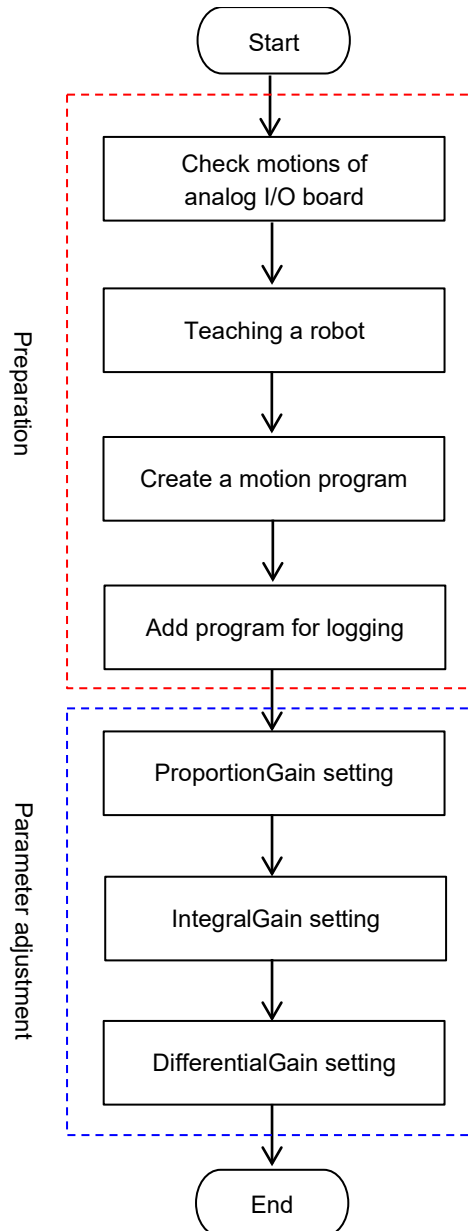 Start
Check motions of
analog I/O board
Teaching a robot
Preparation
Create a motion program
Add program for logging
ProportionGain setting
Parameter adjustment
IntegralGain setting
DifferentialGain setting
End